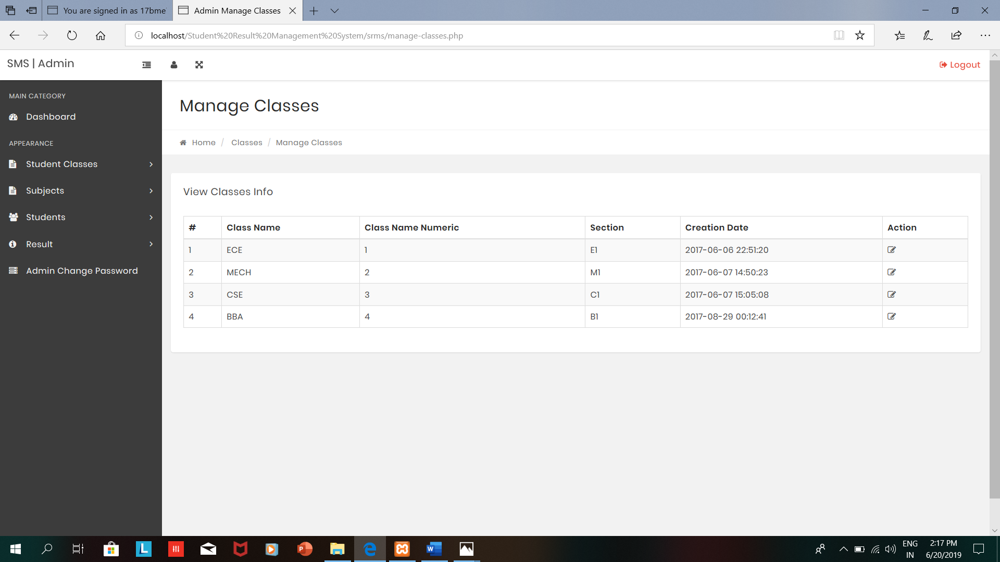 You are signed in as 17bme
Admin Manage Classes
localhost/Student%20Result%20Management%20System/srms/manage-classes.php
SMS | Admin
Logout
MAIN CATEGORY
Dashboard
APPEARANCE
Student Classes
Subjects
Students
Result
Admin Change Password
Manage Classes
Home / Classes / Manage Classes
View Classes Info
# Class Name Class Name Numeric Section Creation Date Action
1 ECE 1 E1 2017-06-06 22:51:20
2 MECH 2 M1 2017-06-07 14:50:23
3 CSE 3 C1 2017-06-07 15:05:08
4 BBA 4 B1 2017-08-29 00:12:41
ENG
IN
2:17 PM
6/20/2019